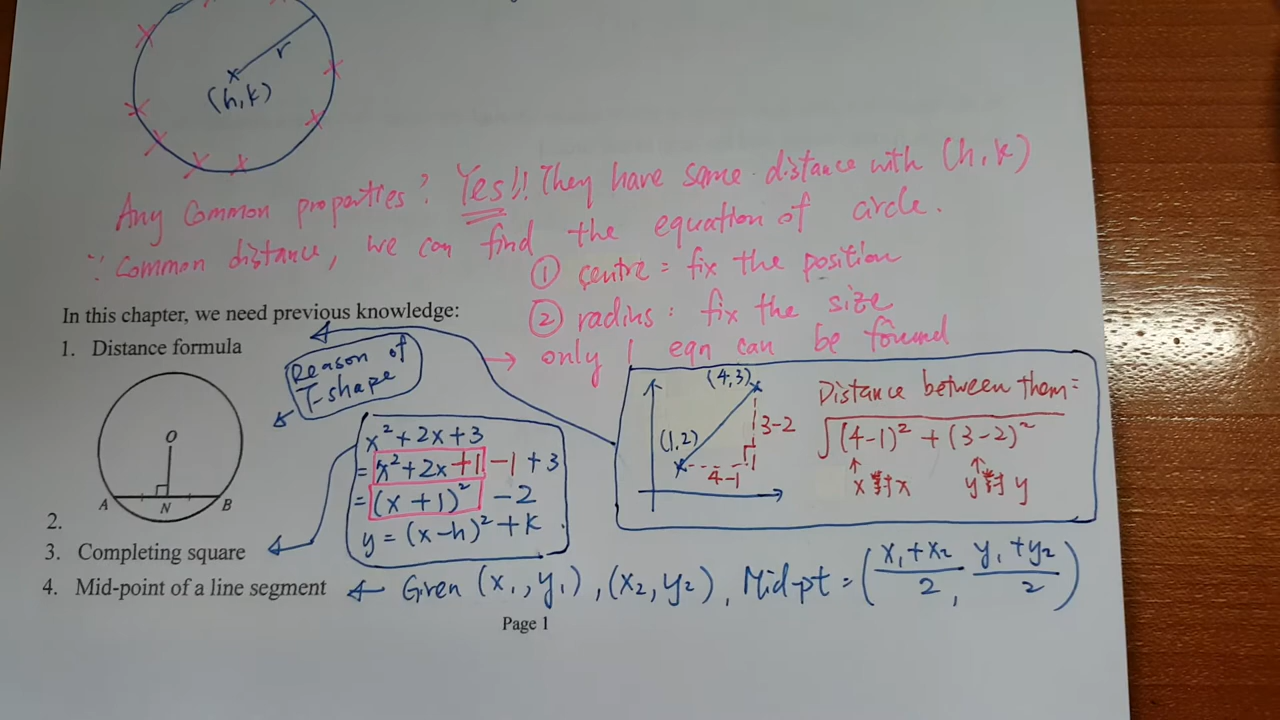 r
(h,k)
Any Common properties? Yes!! They have same distance with (h,k)
∵ Common distance, we can find the equation of circle.
① centre = fix the position
② radius : fix the size
→ only 1 eqn can be found
In this chapter, we need previous knowledge:
1. Distance formula
Reason of
T-shape
O
A N B
2.
x²+2x+3
= x²+2x+1-1+3
= (x+1)²-2
y = (x-h)²+k
(4,3)
(1,2)
3-2
4-1
Distance between them=
√(4-1)²+(3-2)²
x對x y對y
3. Completing square
4. Mid-point of a line segment ← Given (x₁,y₁),(x₂,y₂), Mid-pt = (x₁+x₂/2, y₁+y₂/2)
Page 1